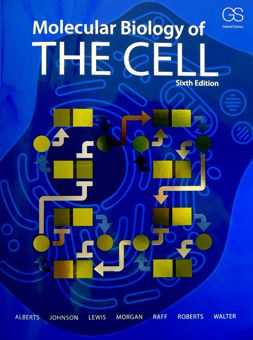 GS
Garland Science
Molecular Biology of
THE CELL
Sixth Edition
ALBERTS JOHNSON LEWIS MORGAN RAFF ROBERTS WALTER